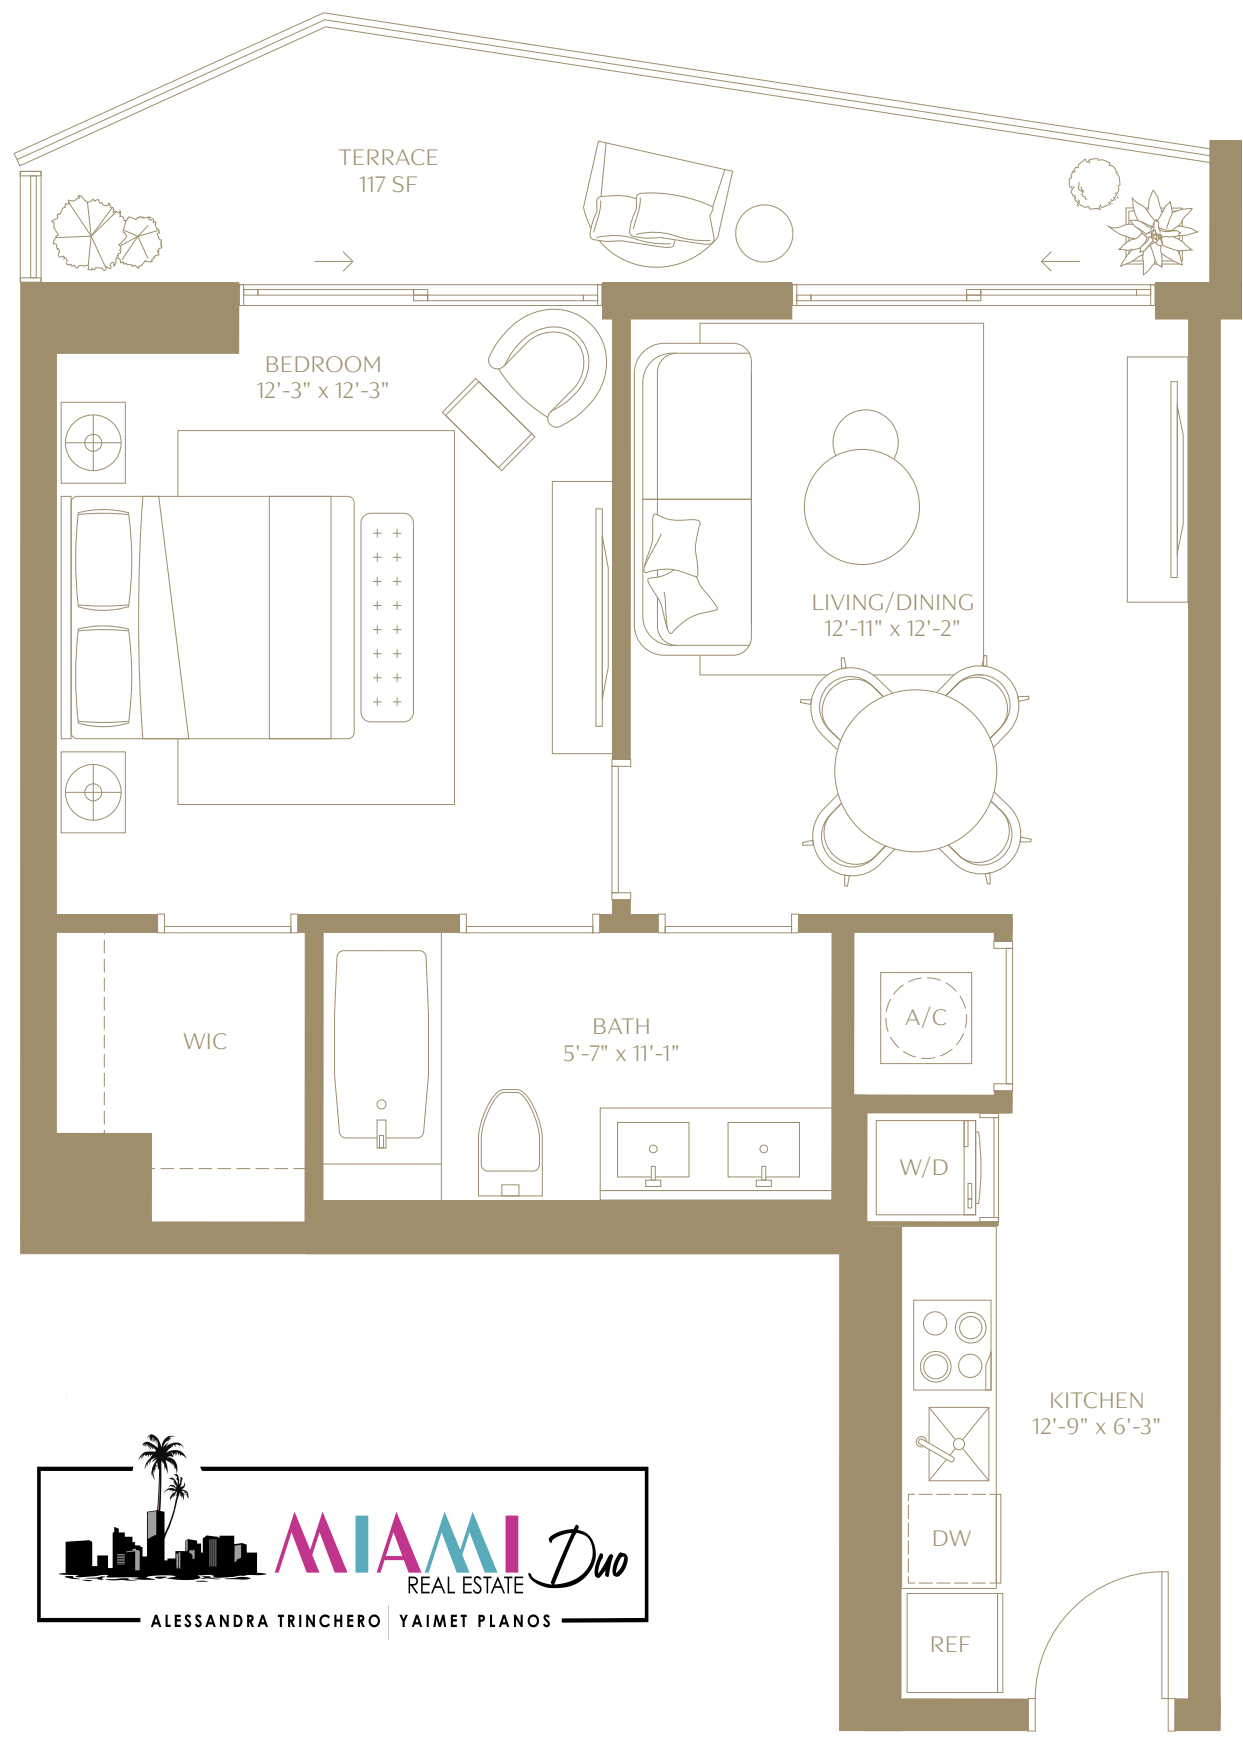 TERRACE
117 SF
BEDROOM
12'-3" x 12'-3"
LIVING/DINING
12'-11" x 12'-2"
WIC
BATH
5'-7" x 11'-1"
A/C
W/D
KITCHEN
12'-9" x 6'-3"
DW
REF
MIAMI
REAL ESTATE Duo
ALESSANDRA TRINCHERO | YAIMET PLANOS